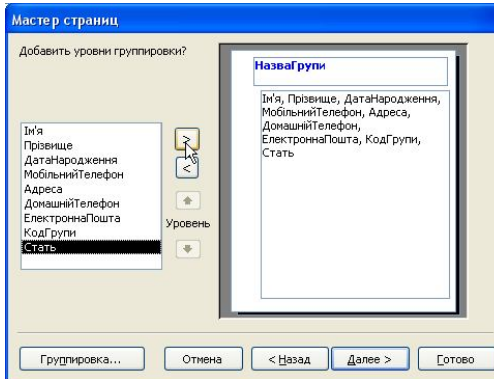 Мастер страниц
Добавить уровни группировки?
Ім'я
Прізвище
ДатаНародження
МобільнийТелефон
Адреса
ДомашнійТелефон
ЕлектроннаПошта
КодГрупи
Стать
>
<
Уровень
НазваГрупи
Ім'я, Прізвище, ДатаНародження,
МобільнийТелефон, Адреса,
ДомашнійТелефон,
ЕлектроннаПошта, КодГрупи,
Стать
Группировка...
Отмена
< Назад
Далее >
Готово